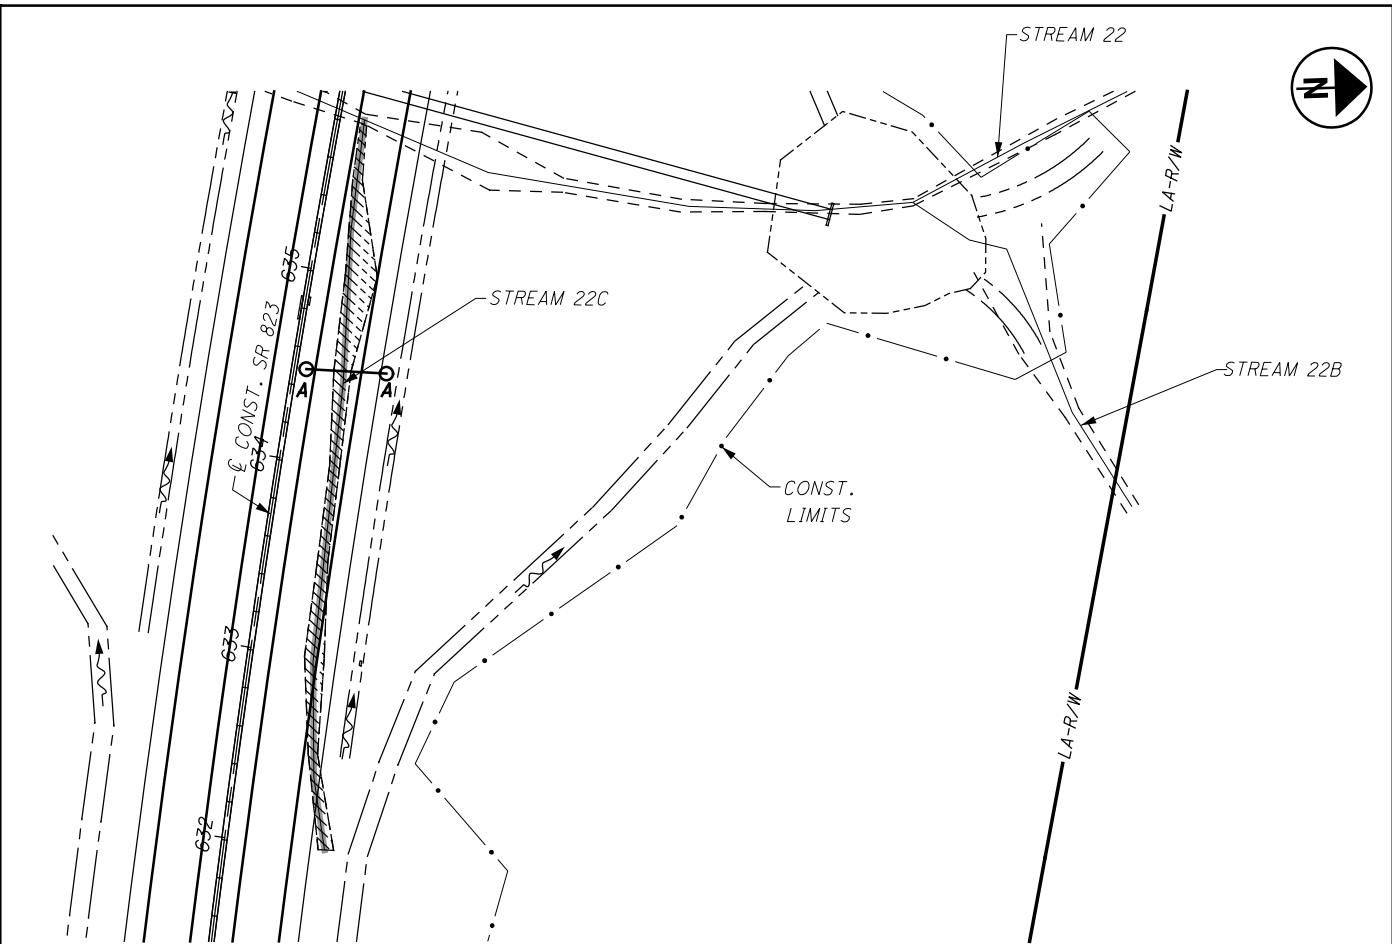 STREAM 22
N
LA-R/W
635
STREAM 22C
℄ CONST. SR 823
A
A
STREAM 22B
634
CONST.
LIMITS
633
LA-R/W
632